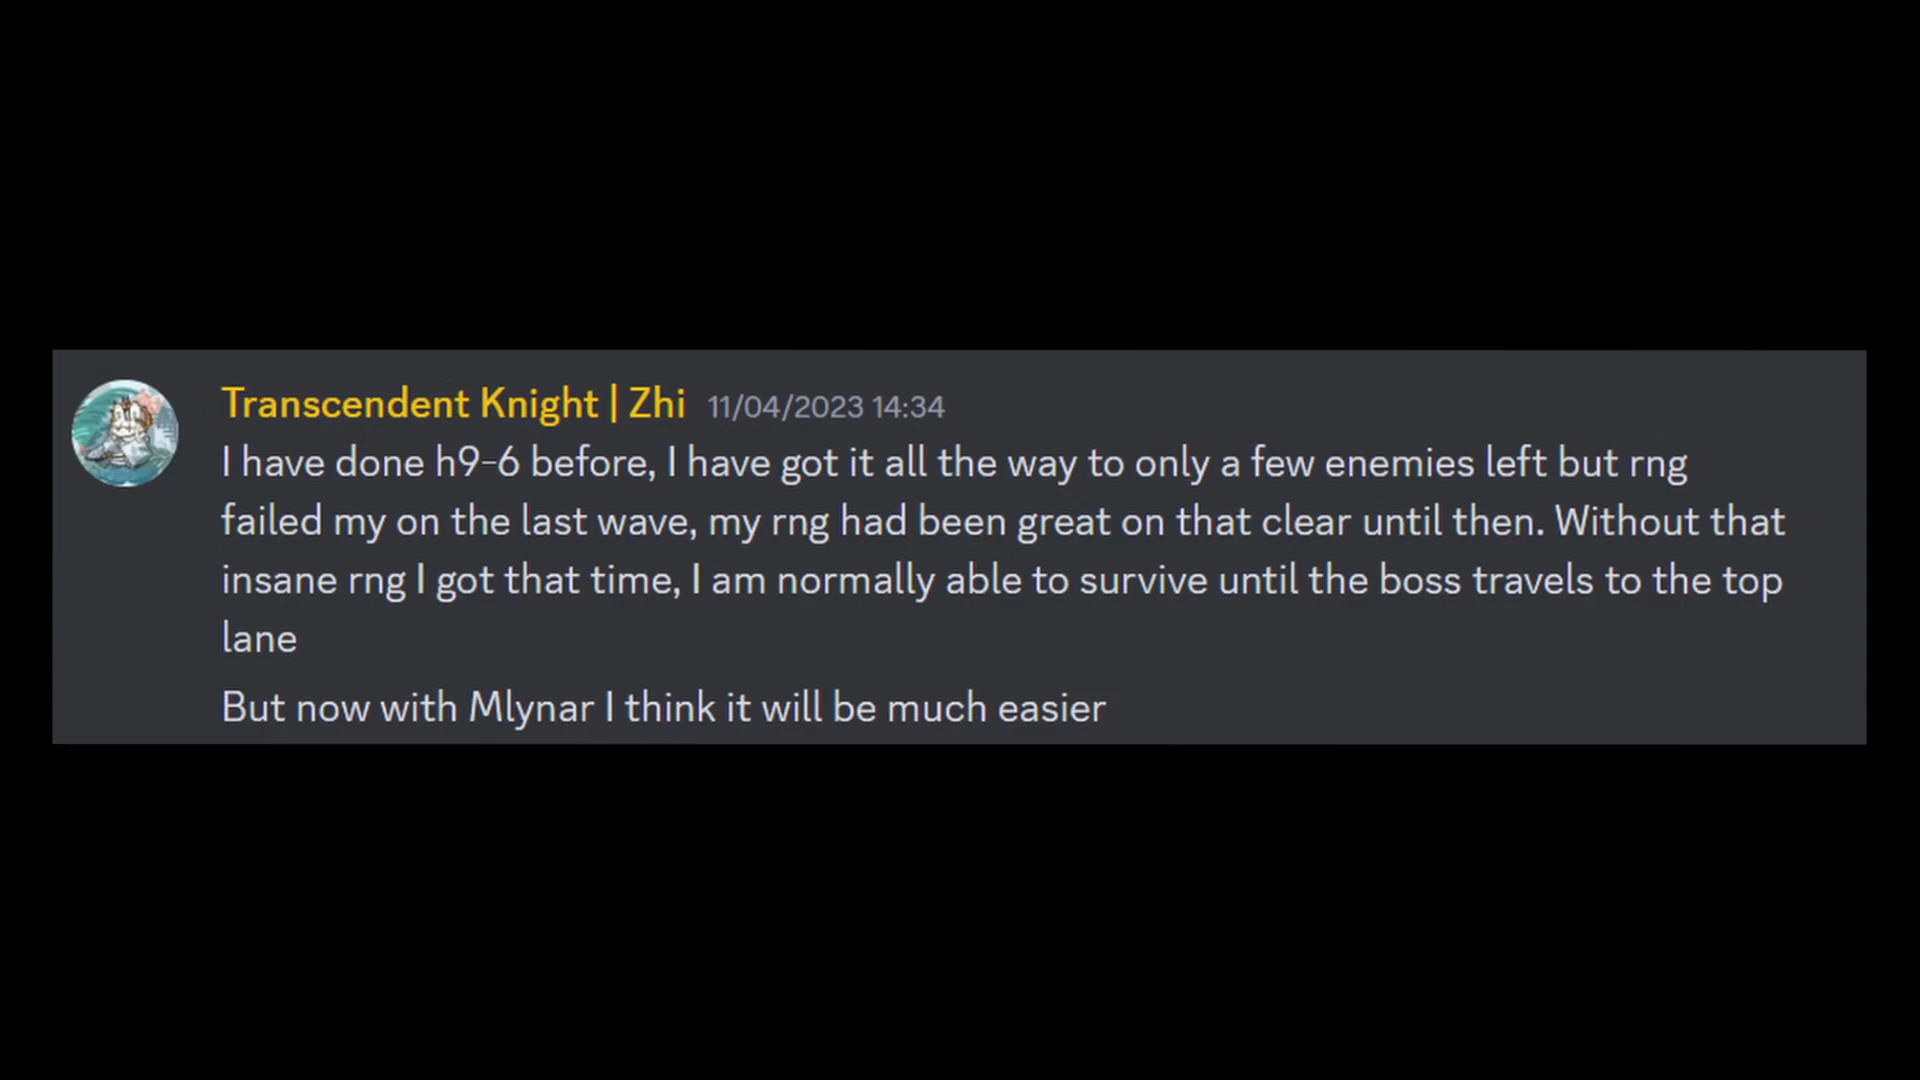 Transcendent Knight | Zhi 11/04/2023 14:34
I have done h9-6 before, I have got it all the way to only a few enemies left but rng
failed my on the last wave, my rng had been great on that clear until then. Without that
insane rng I got that time, I am normally able to survive until the boss travels to the top
lane
But now with Mlynar I think it will be much easier